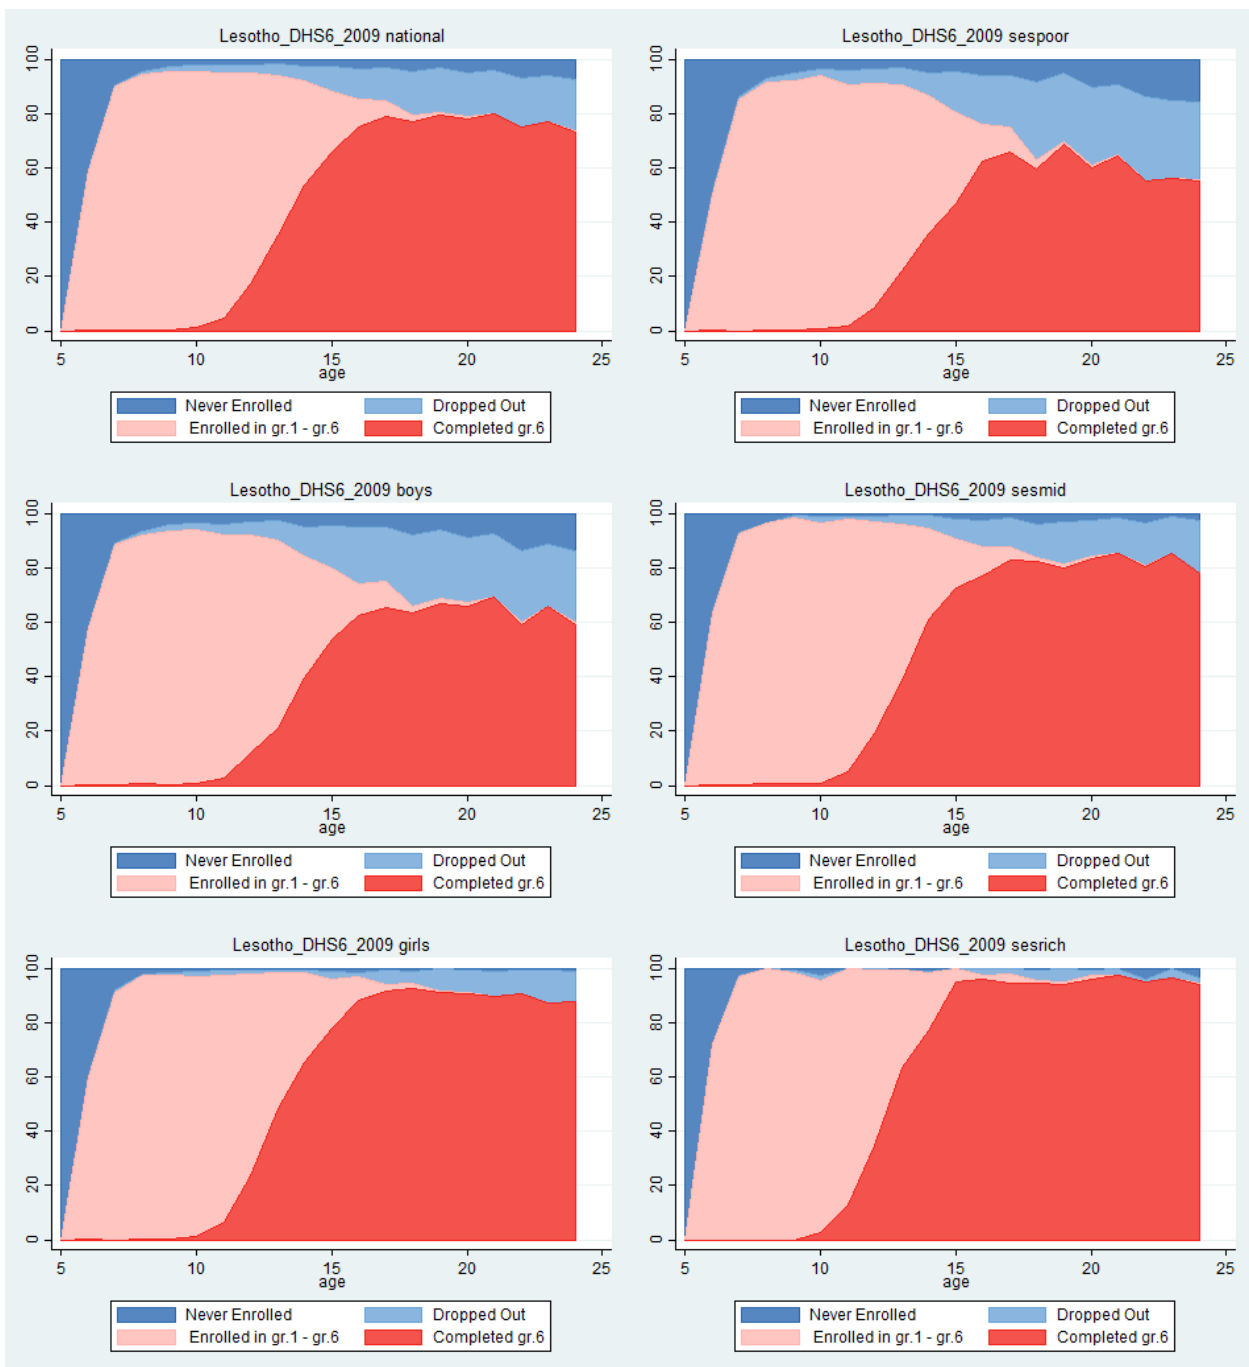 Lesotho_DHS6_2009 national
100
80
60
40
20
0
5 10 15 20 25
age
Never Enrolled Dropped Out
Enrolled in gr.1 - gr.6 Completed gr.6
Lesotho_DHS6_2009 sespoor
100
80
60
40
20
0
5 10 15 20 25
age
Never Enrolled Dropped Out
Enrolled in gr.1 - gr.6 Completed gr.6
Lesotho_DHS6_2009 boys
100
80
60
40
20
0
5 10 15 20 25
age
Never Enrolled Dropped Out
Enrolled in gr.1 - gr.6 Completed gr.6
Lesotho_DHS6_2009 sesmid
100
80
60
40
20
0
5 10 15 20 25
age
Never Enrolled Dropped Out
Enrolled in gr.1 - gr.6 Completed gr.6
Lesotho_DHS6_2009 girls
100
80
60
40
20
0
5 10 15 20 25
age
Never Enrolled Dropped Out
Enrolled in gr.1 - gr.6 Completed gr.6
Lesotho_DHS6_2009 sesrich
100
80
60
40
20
0
5 10 15 20 25
age
Never Enrolled Dropped Out
Enrolled in gr.1 - gr.6 Completed gr.6